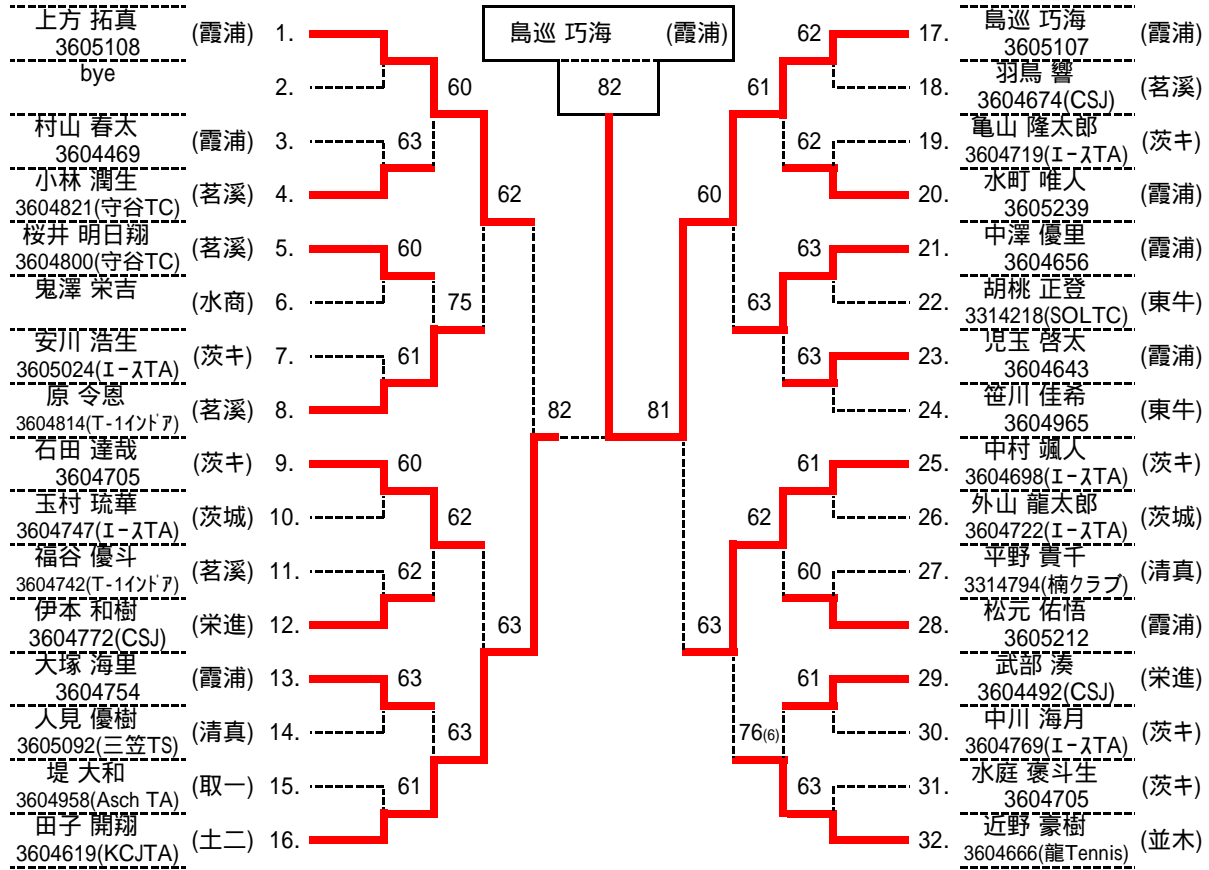 島巡 巧海 (霞浦)
82
上方 拓真
3605108
(霞浦) 1.
bye
2.
村山 春太
3604469
(霞浦) 3.
小林 潤生
3604821(守谷TC)
(茗溪) 4.
桜井 明日翔
3604800(守谷TC)
(茗溪) 5.
鬼澤 栄吉
(水商) 6.
安川 浩生
3605024(エースTA)
(茨キ) 7.
原 令恩
3604814(T-1インドア)
(茗溪) 8.
石田 達哉
3604705
(茨キ) 9.
玉村 琉華
3604747(エースTA)
(茨城) 10.
福谷 優斗
3604742(T-1インドア)
(茗溪) 11.
伊本 和樹
3604772(CSJ)
(栄進) 12.
大塚 海里
3604754
(霞浦) 13.
人見 優樹
3605092(三笠TS)
(清真) 14.
堤 大和
3604958(Asch TA)
(取一) 15.
田子 開翔
3604619(KCJTA)
(土二) 16.
63
60
61
60
62
63
61
60
75
62
63
62
63
82
81
60
63
61
63
62
76(6)
62
62
63
63
61
60
61
63
17. 島巡 巧海
3605107
(霞浦)
18. 羽鳥 響
3604674(CSJ)
(茗溪)
19. 亀山 隆太郎
3604719(エースTA)
(茨キ)
20. 水町 唯人
3605239
(霞浦)
21. 中澤 優里
3604656
(霞浦)
22. 胡桃 正登
3314218(SOLTC)
(東牛)
23. 児玉 啓太
3604643
(霞浦)
24. 笹川 佳希
3604965
(東牛)
25. 中村 颯人
3604698(エースTA)
(茨キ)
26. 外山 龍太郎
3604722(エースTA)
(茨城)
27. 平野 貴千
3314794(楠クラブ)
(清真)
28. 松元 佑悟
3605212
(霞浦)
29. 武部 湊
3604492(CSJ)
(栄進)
30. 中川 海月
3604769(エースTA)
(茨キ)
31. 水庭 褒斗生
3604705
(茨キ)
32. 近野 豪樹
3604666(龍Tennis)
(並木)